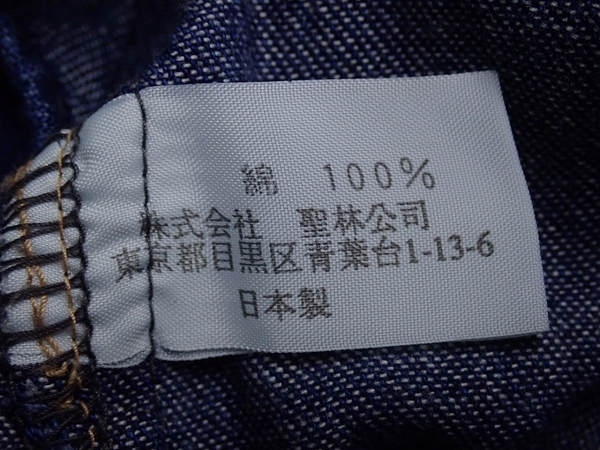 綿 100%
株式会社 聖林公司
東京都目黒区青葉台1-13-6
日本製